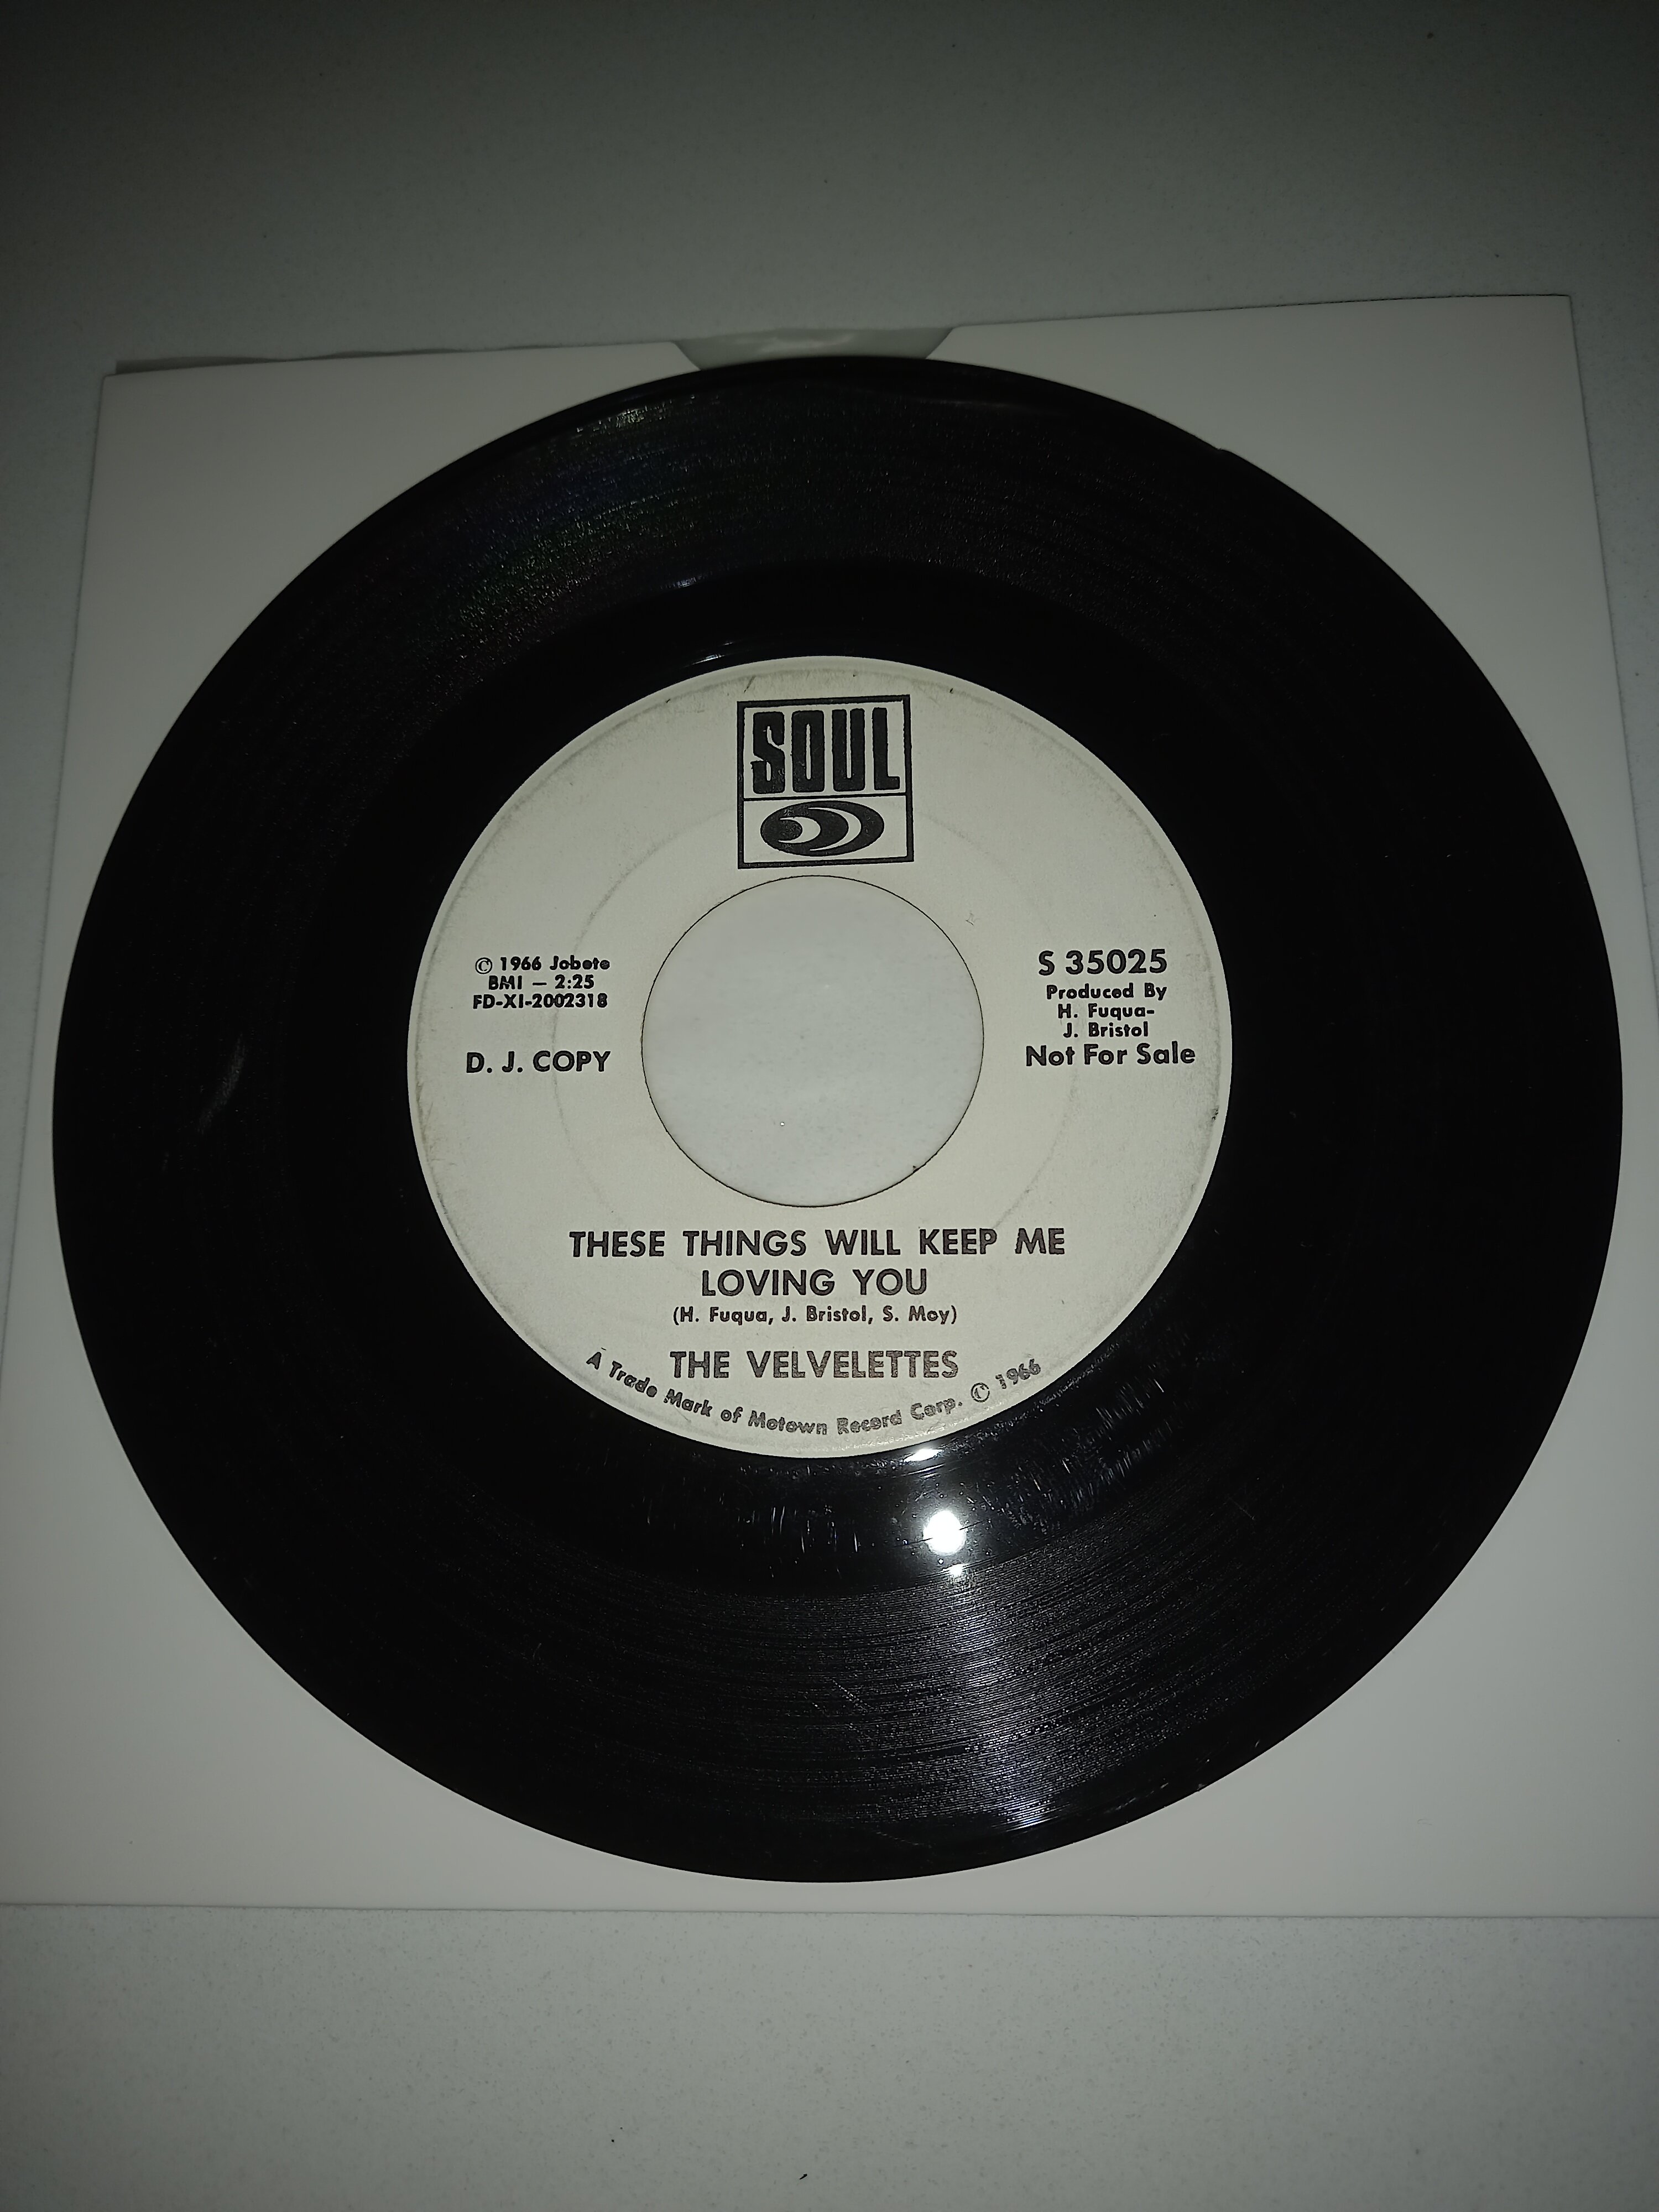 SOUL
© 1966 Jobete
BMI — 2:25
FD-XI-2002318
D. J. COPY
S 35025
Produced By
H. Fuqua-
J. Bristol
Not For Sale
THESE THINGS WILL KEEP ME
LOVING YOU
(H. Fuqua, J. Bristol, S. Moy)
THE VELVELETTES
A Trade Mark of Motown Record Corp. © 1966